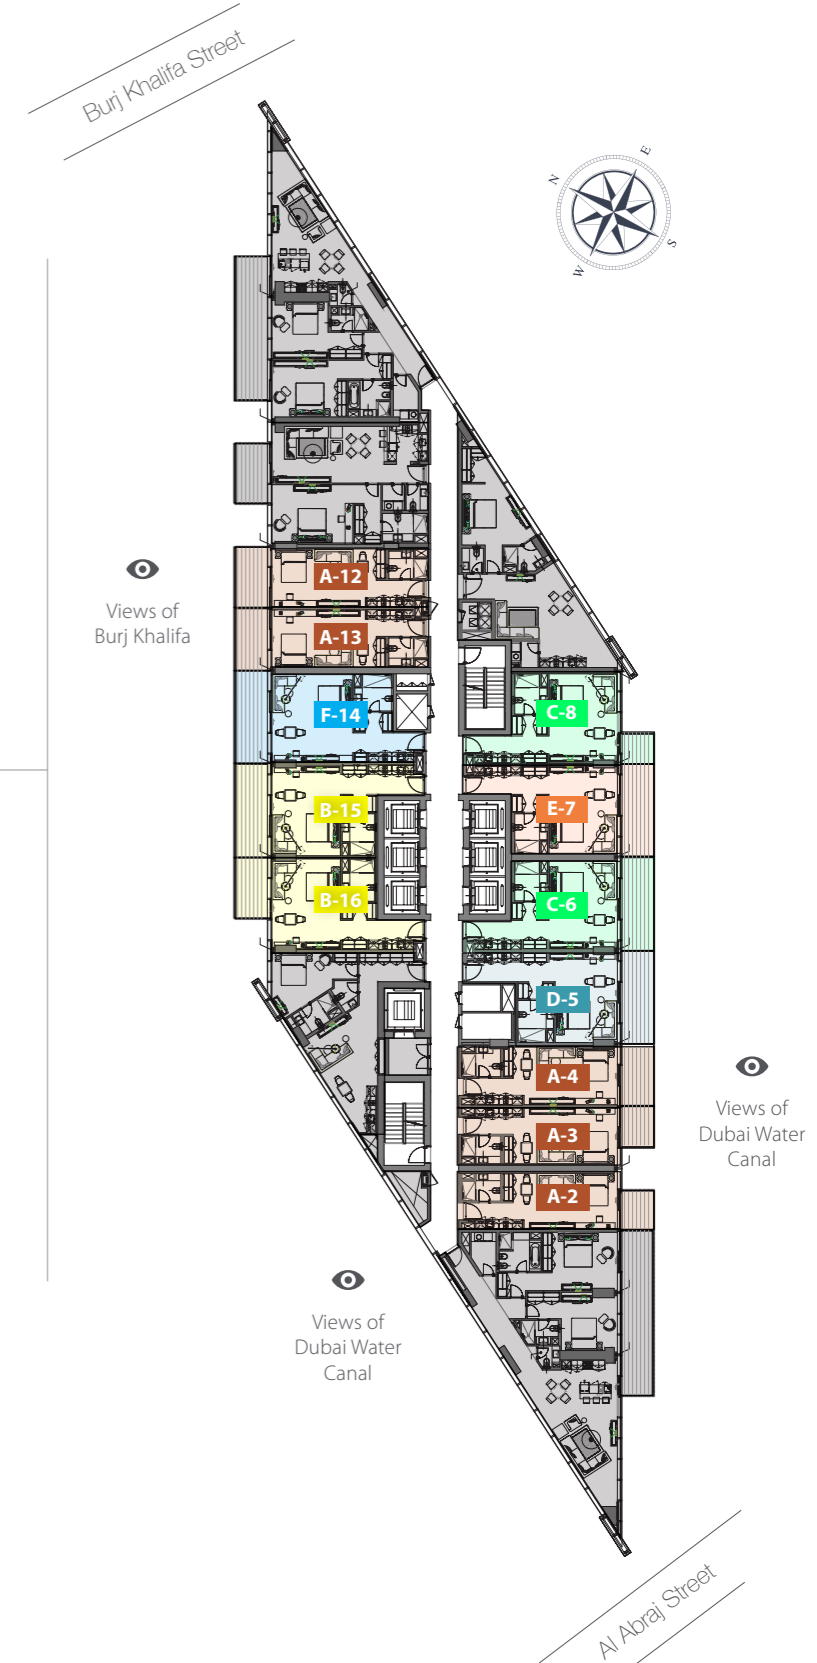 Burj Khalifa Street
E
N
S
W
Views of
Burj Khalifa
A-12
A-13
F-14
C-8
B-15
E-7
B-16
C-6
D-5
A-4
A-3
A-2
Views of
Dubai Water
Canal
Views of
Dubai Water
Canal
Al Abraj Street